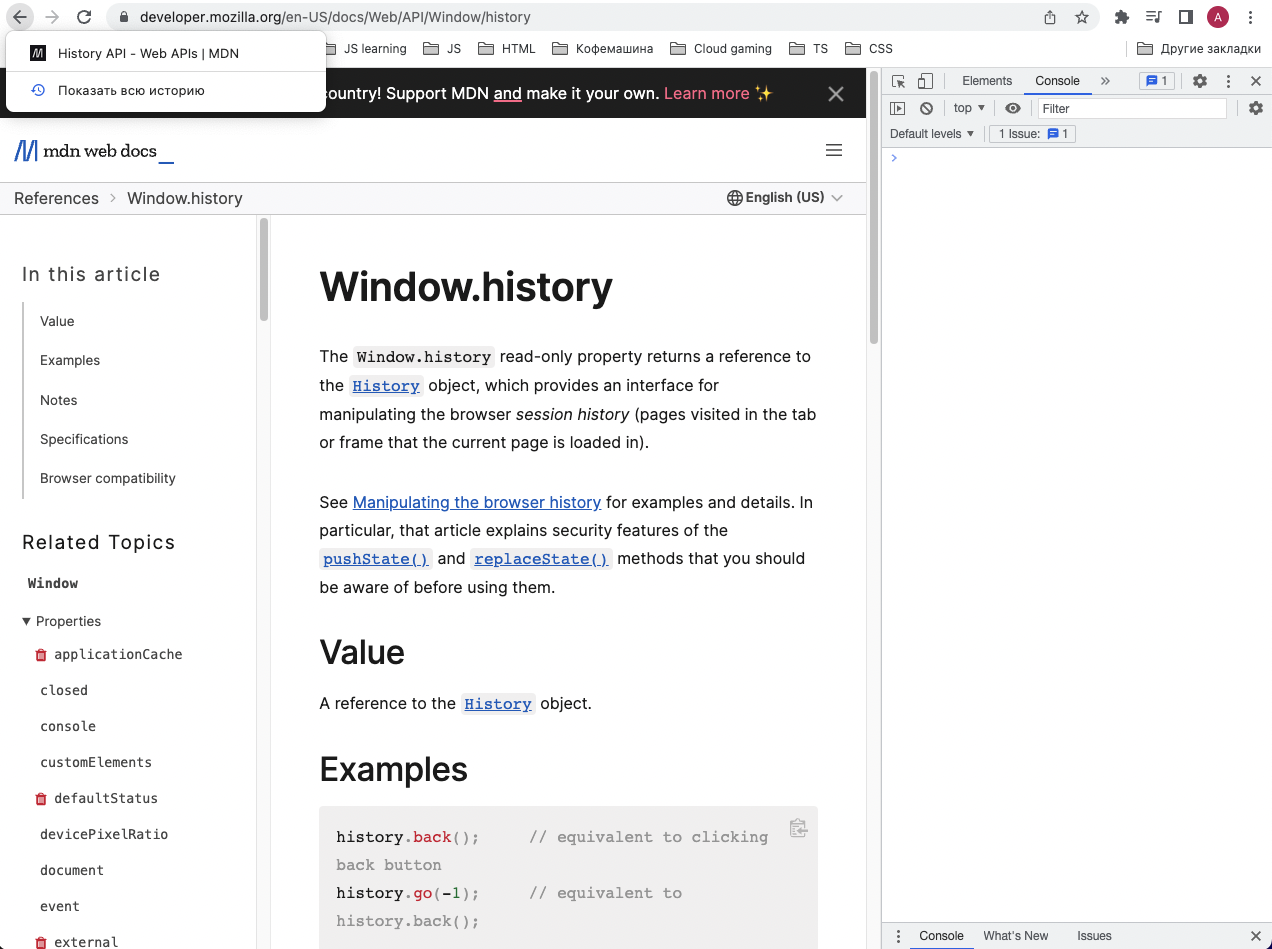 developer.mozilla.org/en-US/docs/Web/API/Window/history
A
History API - Web APIs | MDN
Показать всю историю
JS learning
JS
HTML
Кофемашина
Cloud gaming
TS
CSS
Другие закладки
country! Support MDN and make it your own. Learn more ✨
mdn web docs_
References > Window.history
English (US)
In this article
Value
Examples
Notes
Specifications
Browser compatibility
Related Topics
Window
▼ Properties
applicationCache
closed
console
customElements
defaultStatus
devicePixelRatio
document
event
external
Window.history
The Window.history read-only property returns a reference to
the History object, which provides an interface for
manipulating the browser session history (pages visited in the tab
or frame that the current page is loaded in).
See Manipulating the browser history for examples and details. In
particular, that article explains security features of the
pushState() and replaceState() methods that you should
be aware of before using them.
Value
A reference to the History object.
Examples
history.back();     // equivalent to clicking
back button
history.go(-1);     // equivalent to
history.back();
Elements
Console
»
1
top ▼
Filter
Default levels ▼
1 Issue: 1
>
Console
What's New
Issues